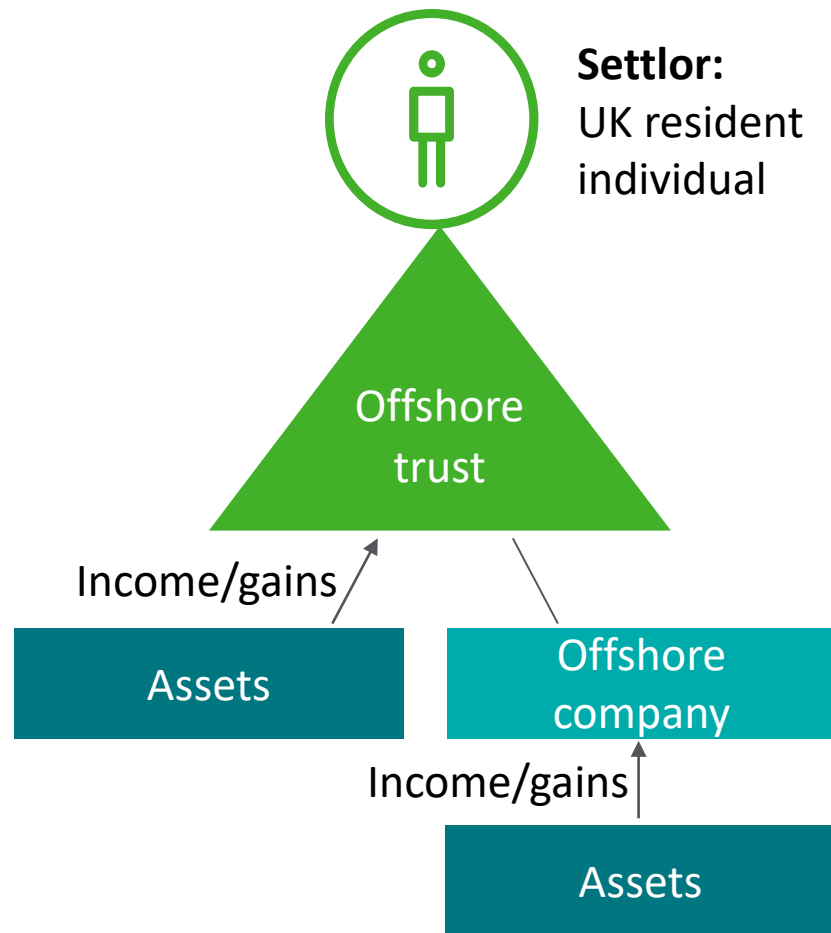 Settlor:
UK resident
individual
Offshore
trust
Income/gains
Assets
Offshore
company
Income/gains
Assets